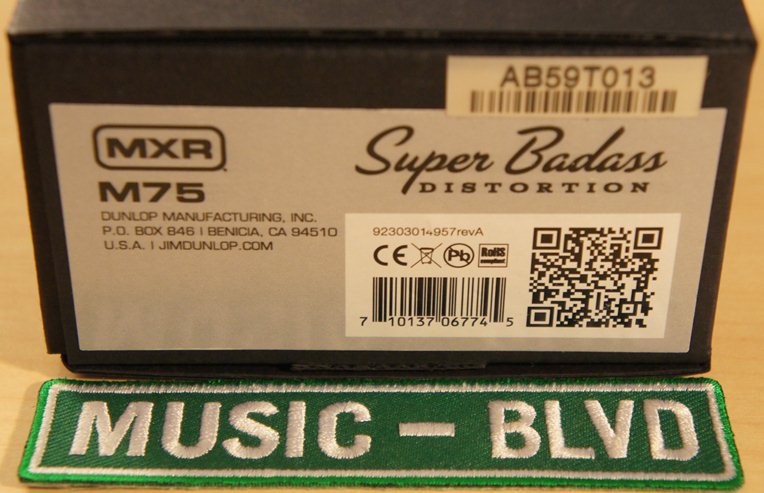 AB59T013
MXR
M75
Super Badass
DISTORTION
DUNLOP MANUFACTURING, INC.
P.O. BOX 846 | BENICIA, CA 94510
U.S.A. | JIMDUNLOP.COM
92303014957revA
CE Pb RoHS
compliant
7 10137 06774 5
MUSIC - BLVD